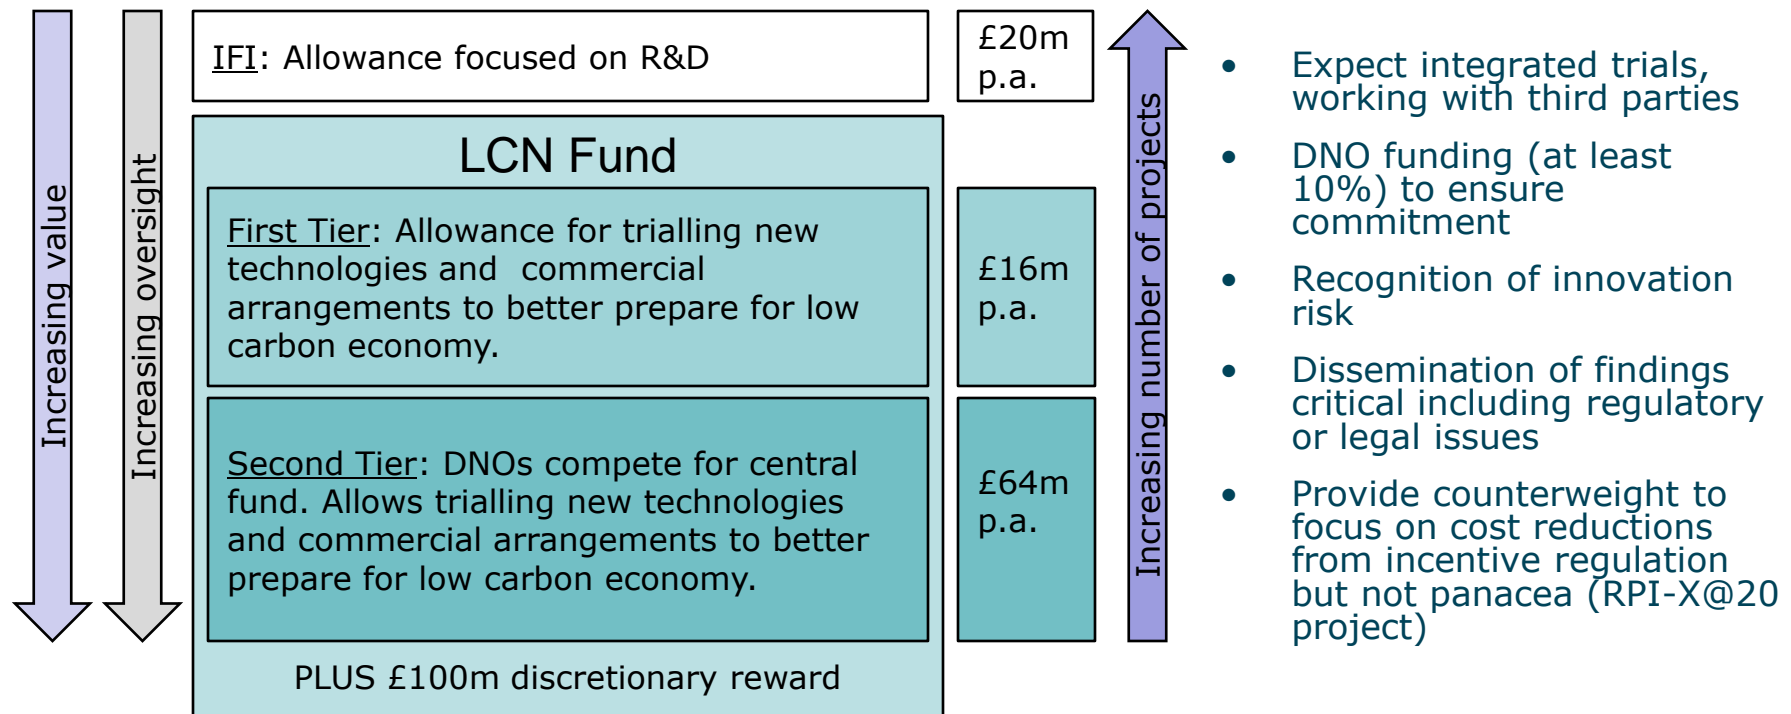 Increasing value
Increasing oversight
IFI: Allowance focused on R&D
£20m
p.a.
LCN Fund
First Tier: Allowance for trialling new
technologies and commercial
arrangements to better prepare for low
carbon economy.
£16m
p.a.
Second Tier: DNOs compete for central
fund. Allows trialling new technologies
and commercial arrangements to better
prepare for low carbon economy.
£64m
p.a.
PLUS £100m discretionary reward
Increasing number of projects
• Expect integrated trials,
working with third parties
• DNO funding (at least
10%) to ensure
commitment
• Recognition of innovation
risk
• Dissemination of findings
critical including regulatory
or legal issues
• Provide counterweight to
focus on cost reductions
from incentive regulation
but not panacea (RPI-X@20
project)